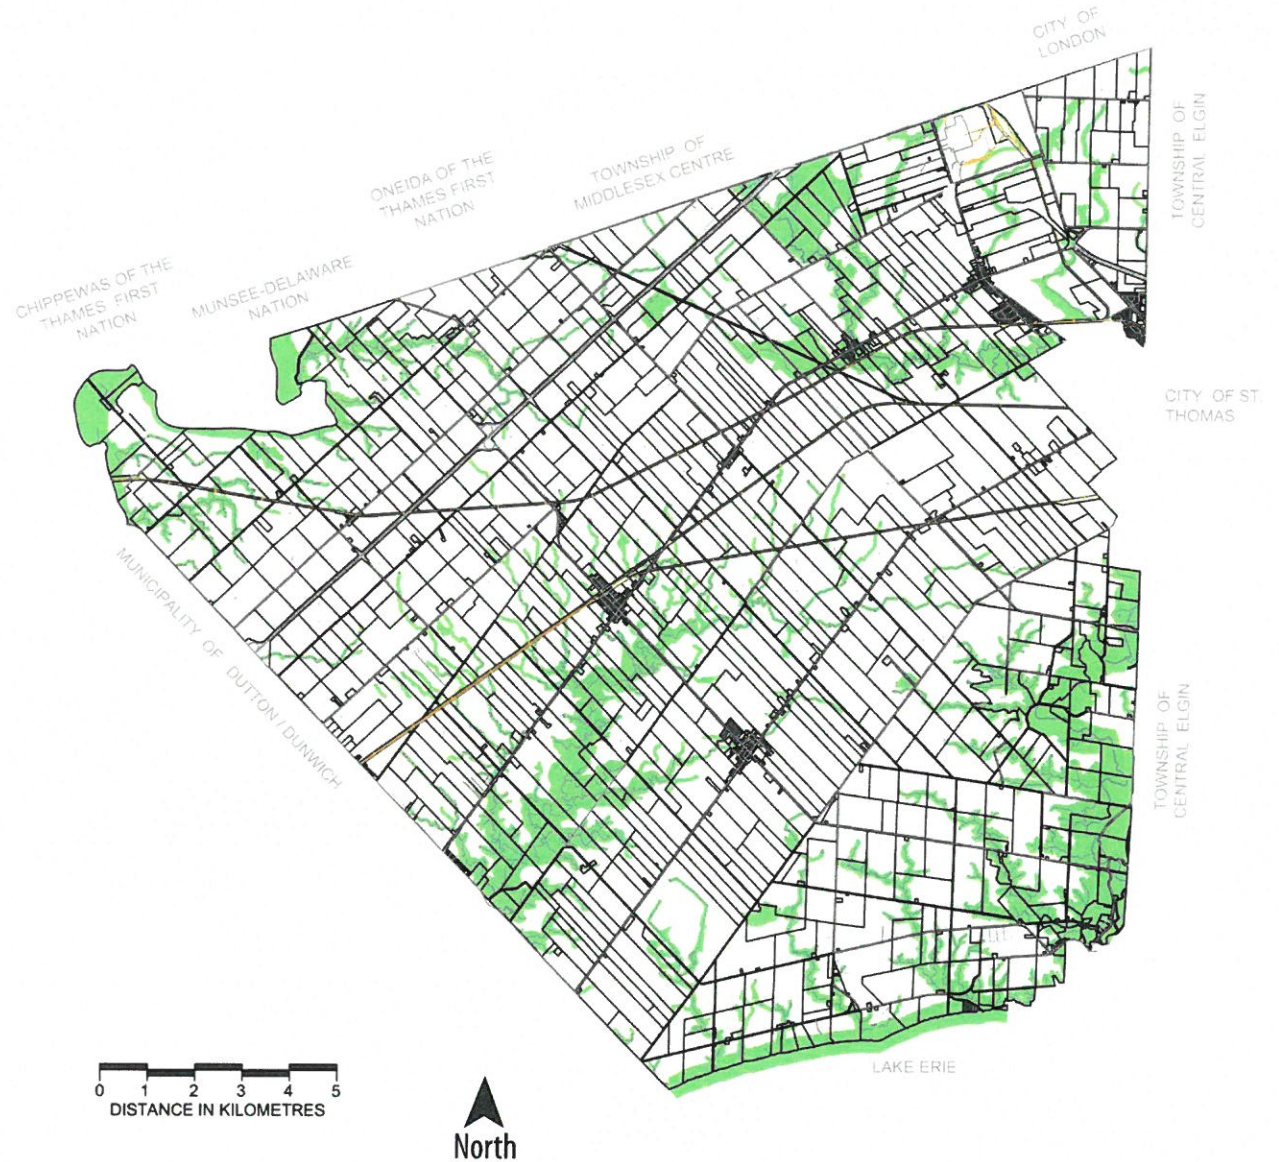 CITY OF
LONDON
TOWNSHIP OF
CENTRAL ELGIN
TOWNSHIP OF
MIDDLESEX CENTRE
ONEIDA OF THE
THAMES FIRST
NATION
MUNSEE-DELAWARE
NATION
CHIPPEWAS OF THE
THAMES FIRST
NATION
CITY OF ST.
THOMAS
MUNICIPALITY OF DUTTON / DUNWICH
TOWNSHIP OF
CENTRAL ELGIN
LAKE ERIE
0 1 2 3 4 5
DISTANCE IN KILOMETRES
North